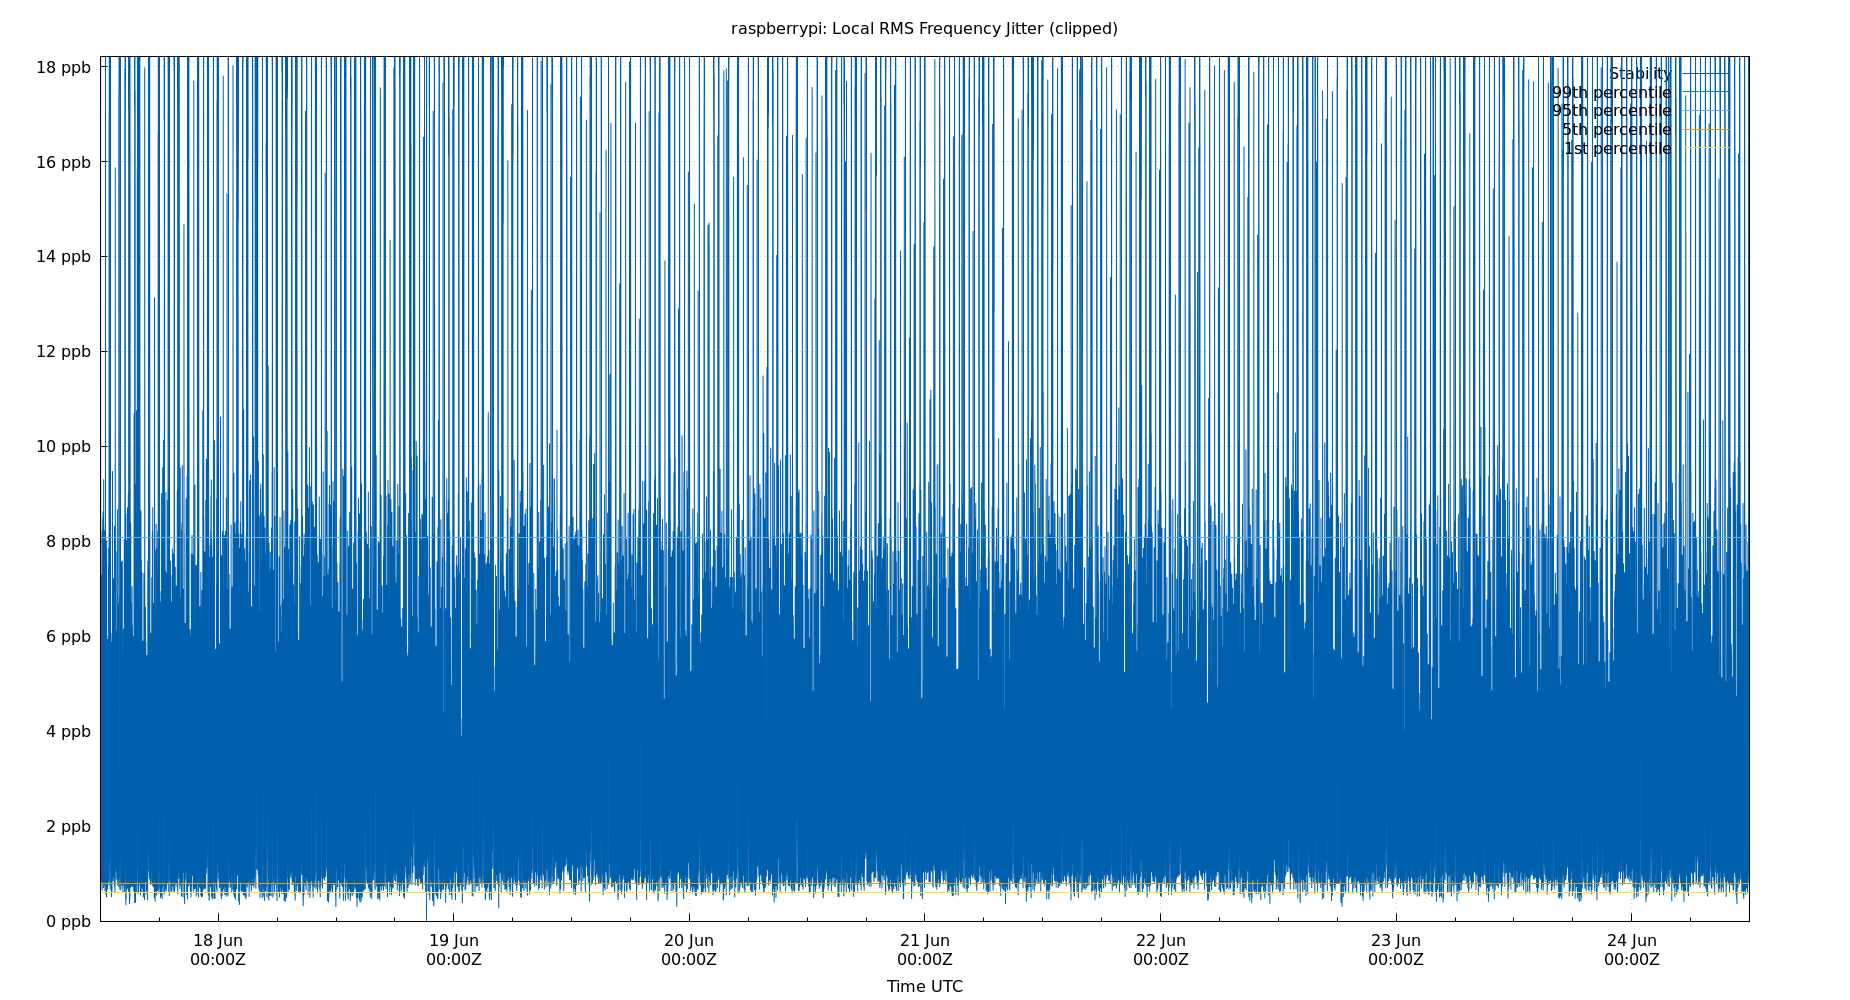 raspberrypi: Local RMS Frequency Jitter (clipped)
18 ppb
16 ppb
14 ppb
12 ppb
10 ppb
8 ppb
6 ppb
4 ppb
2 ppb
0 ppb
Stability
99th percentile
95th percentile
5th percentile
1st percentile
18 Jun 19 Jun 20 Jun 21 Jun 22 Jun 23 Jun 24 Jun
00:00Z 00:00Z 00:00Z 00:00Z 00:00Z 00:00Z 00:00Z
Time UTC